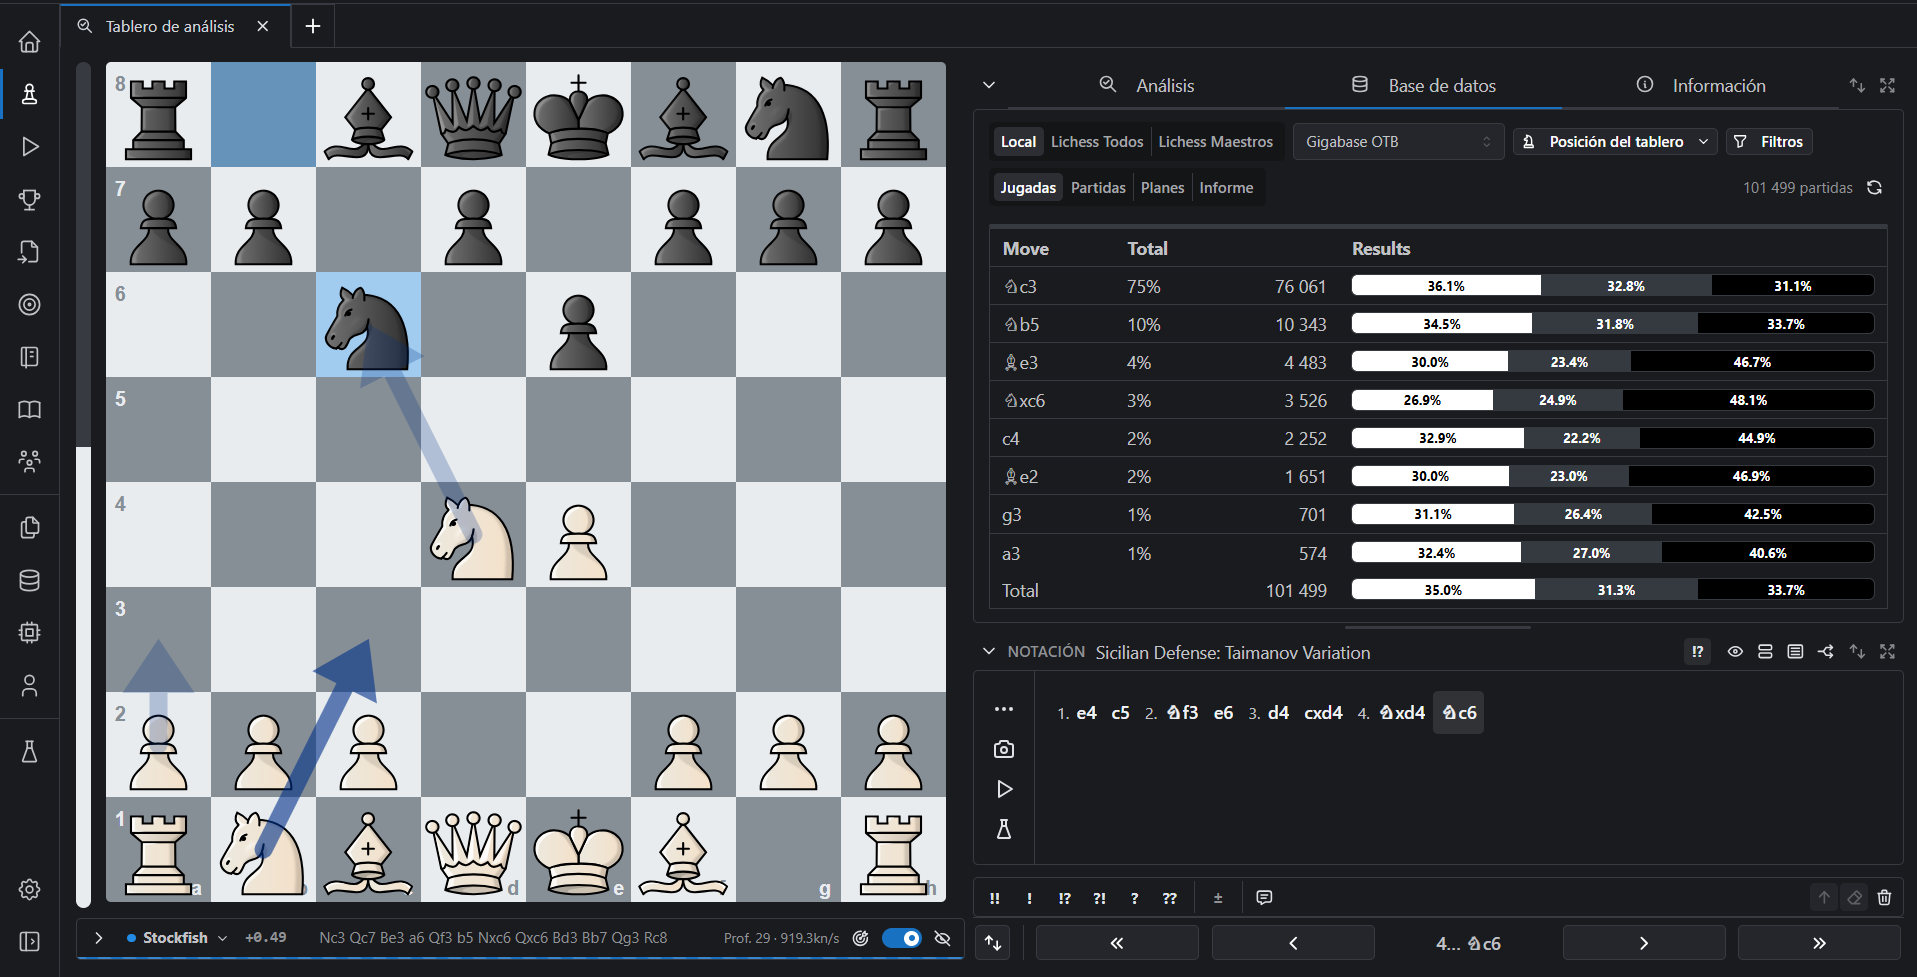 Tablero de análisis
Análisis
Base de datos
Información
Local Lichess Todos Lichess Maestros
Gigabase OTB
Posición del tablero
Filtros
Jugadas Partidas Planes Informe
101 499 partidas
Move Total Results
♘c3 75% 76 061 36.1% 32.8% 31.1%
♘b5 10% 10 343 34.5% 31.8% 33.7%
♗e3 4% 4 483 30.0% 23.4% 46.7%
♘xc6 3% 3 526 26.9% 24.9% 48.1%
c4 2% 2 252 32.9% 22.2% 44.9%
♗e2 2% 1 651 30.0% 23.0% 46.9%
g3 1% 701 31.1% 26.4% 42.5%
a3 1% 574 32.4% 27.0% 40.6%
Total 101 499 35.0% 31.3% 33.7%
NOTACIÓN Sicilian Defense: Taimanov Variation
!?
1. e4 c5 2. ♘f3 e6 3. d4 cxd4 4. ♘xd4 ♘c6
!! ! !? ?! ? ?? ±
4... ♘c6
8
7
6
5
4
3
2
1
a
d
e
g
h
Stockfish +0.49 Nc3 Qc7 Be3 a6 Qf3 b5 Nxc6 Qxc6 Bd3 Bb7 Qg3 Rc8 Prof. 29 · 919.3kn/s